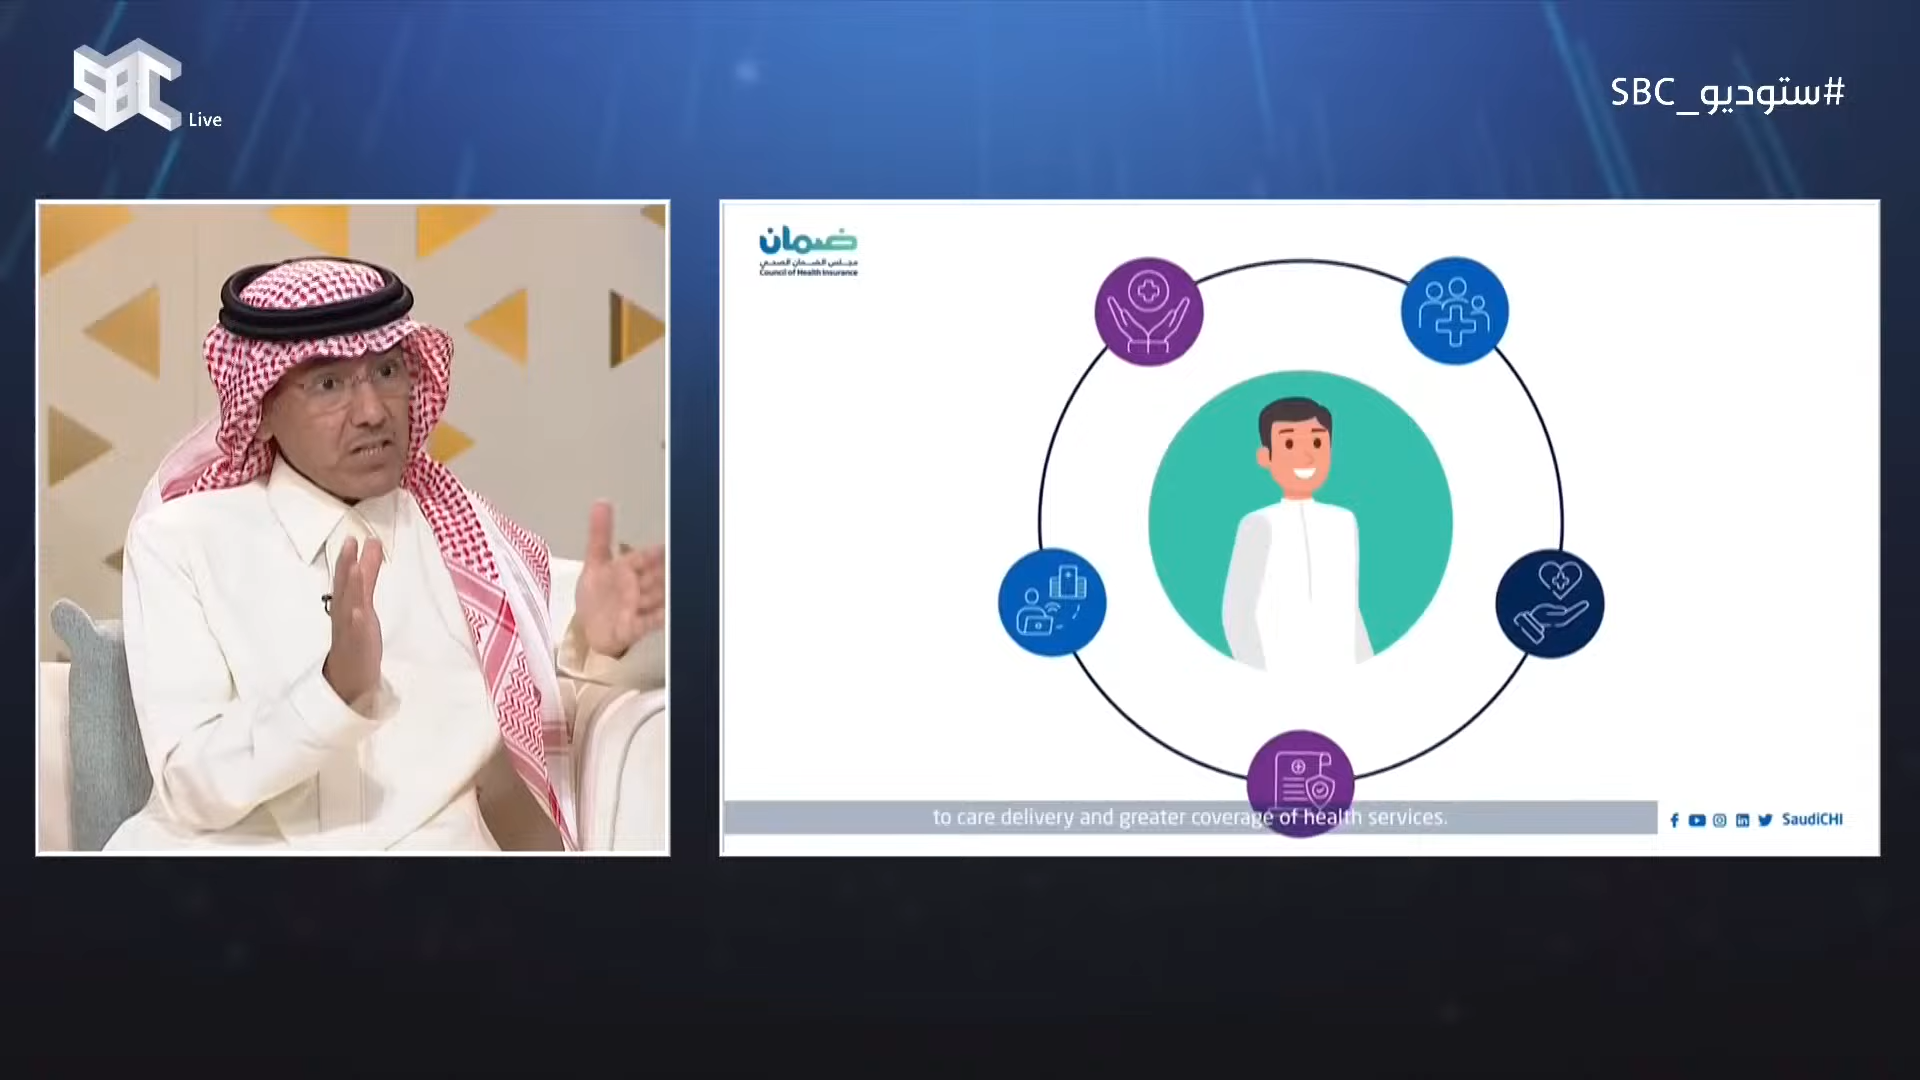 SBC
Live
#ستوديو_SBC
ضمان
مجلس الضمان الصحي
Council of Health Insurance
to care delivery and greater coverage of health services.
SaudiCHI